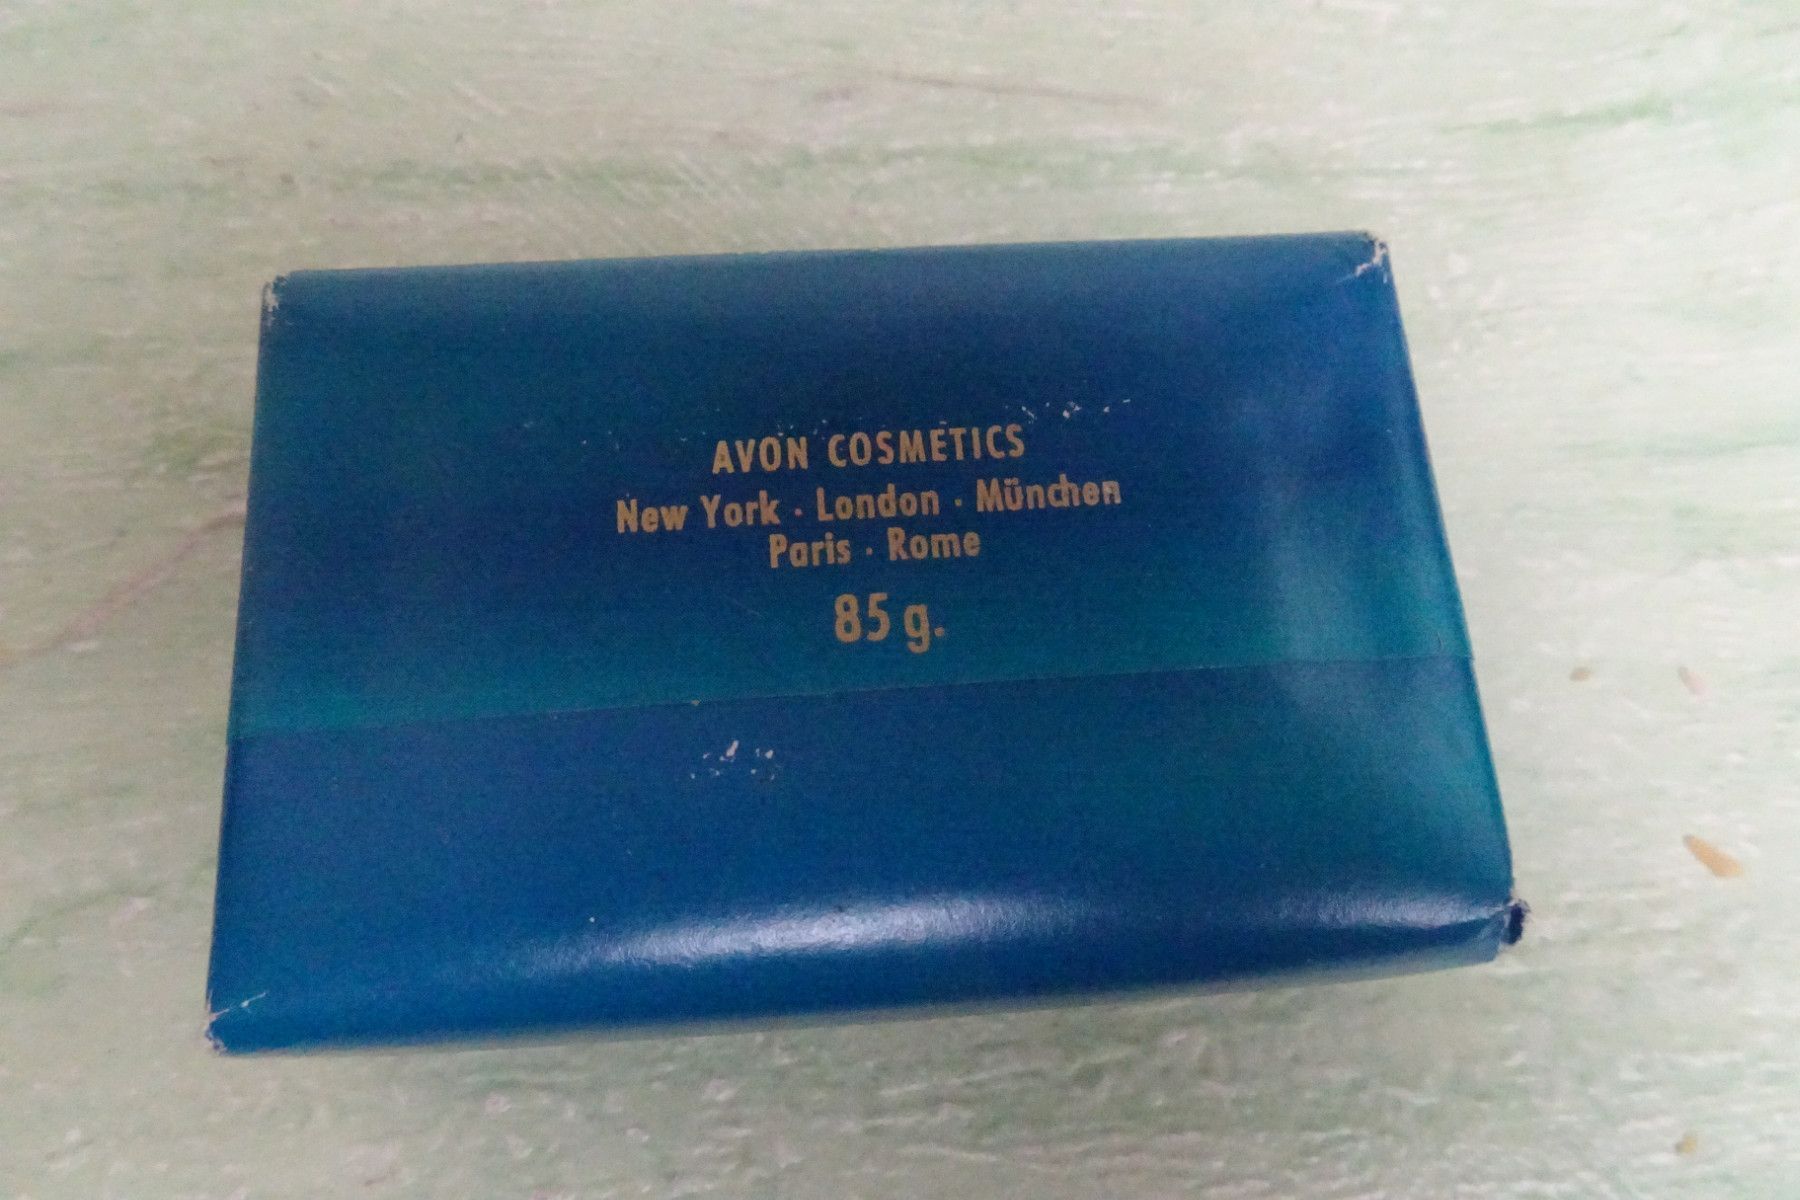 AVON COSMETICS
New York · London · München
Paris · Rome
85 g.